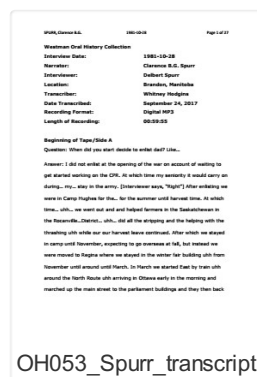 SPURR, Clarence B.G. 1981-10-28 Page 1 of 27
Westman Oral History Collection
Interview Date: 1981-10-28
Narrator: Clarence B.G. Spurr
Interviewer: Delbert Spurr
Location: Brandon, Manitoba
Transcriber: Whitney Hodgins
Date Transcribed: September 24, 2017
Recording Format: Digital MP3
Length of Recording: 00:59:55
Beginning of Tape/Side A
Question: When did you start decide to enlist dad? Like...
Answer: I did not enlist at the opening of the war on account of waiting to
get started working on the CPR. At which time my seniority it would carry on
during... my... stay in the army. [Interviewer says, "Right"] After enlisting we
were in Camp Hughes for the... for the summer until harvest time. At which
time... uhh... we went out and and helped farmers in the Saskatchewan in
the Rocanville...District... uhh... did all the stripping and the helping with the
thrashing uhh while our our harvest leave continued. After which we stayed
in camp until November, expecting to go overseas at fall, but instead we
were moved to Regina where we stayed in the winter fair building uhh from
November until around until March. In March we started East by train uhh
around the North Route uhh arriving in Ottawa early in the morning and
marched up the main street to the parliament buildings and they then back
OH053_Spurr_transcript